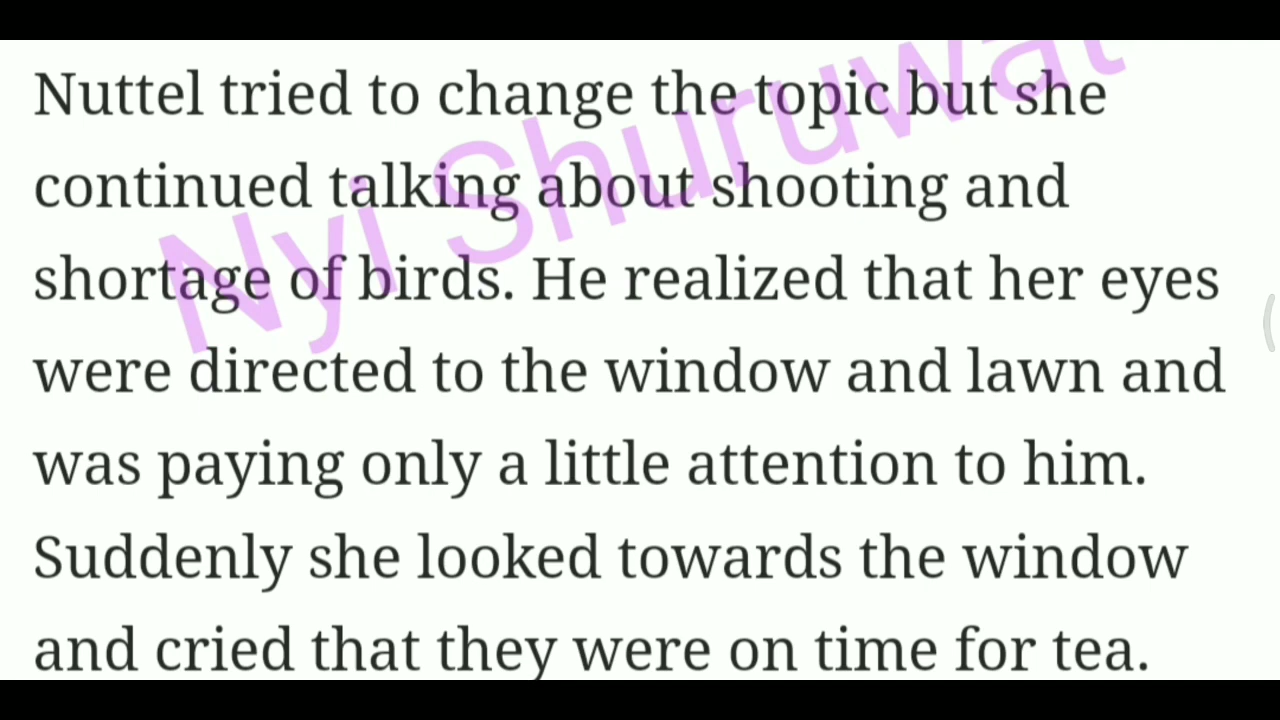 Nuttel tried to change the topic but she
continued talking about shooting and
shortage of birds. He realized that her eyes
were directed to the window and lawn and
was paying only a little attention to him.
Suddenly she looked towards the window
and cried that they were on time for tea.
Nyi Shuruwat